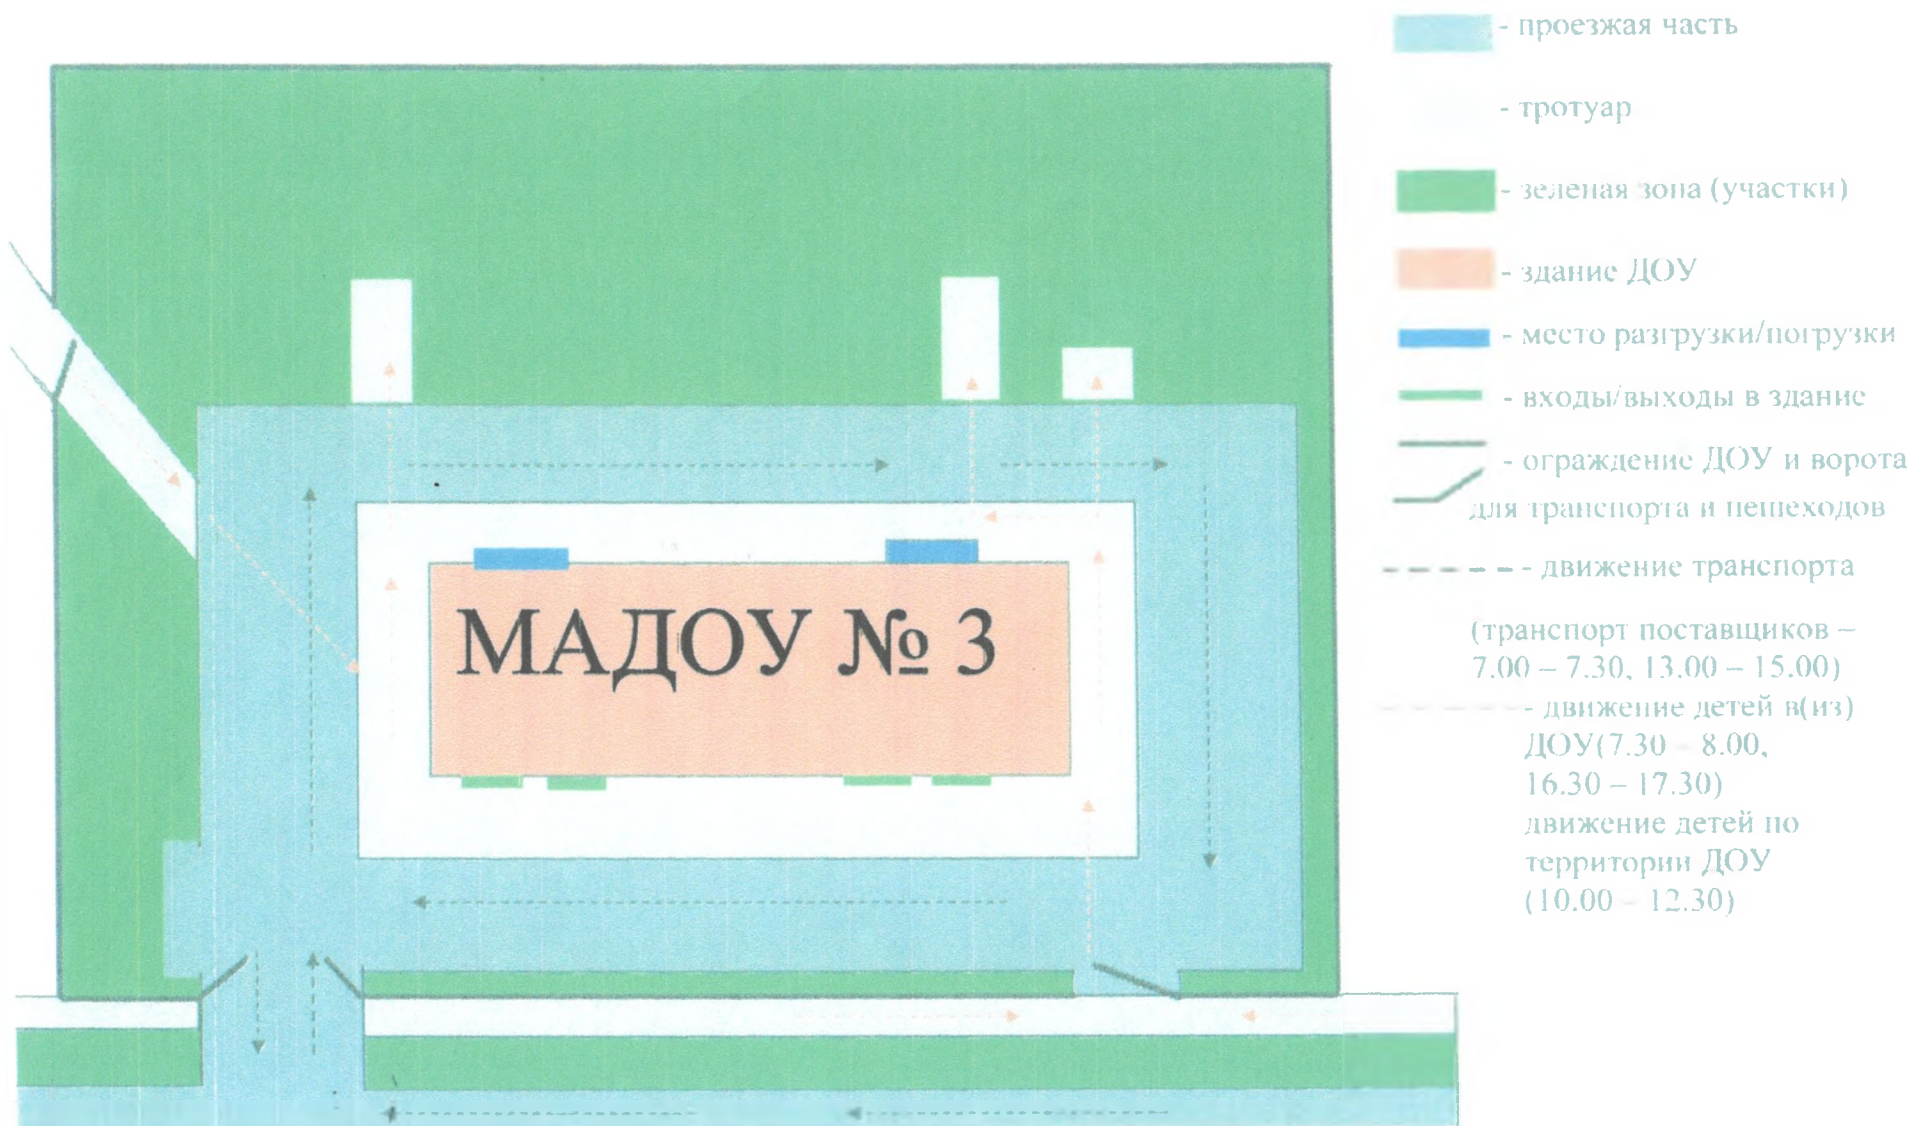 - проезжая часть
- тротуар
- зеленая зона (участки)
- здание ДОУ
- место разгрузки/погрузки
- входы/выходы в здание
- ограждение ДОУ и ворота
для транспорта и пешеходов
- движение транспорта
(транспорт поставщиков –
7.00 – 7.30, 13.00 – 15.00)
- движение детей в(из)
ДОУ(7.30 – 8.00,
16.30 – 17.30)
движение детей по
территории ДОУ
(10.00 – 12.30)
МАДОУ № 3